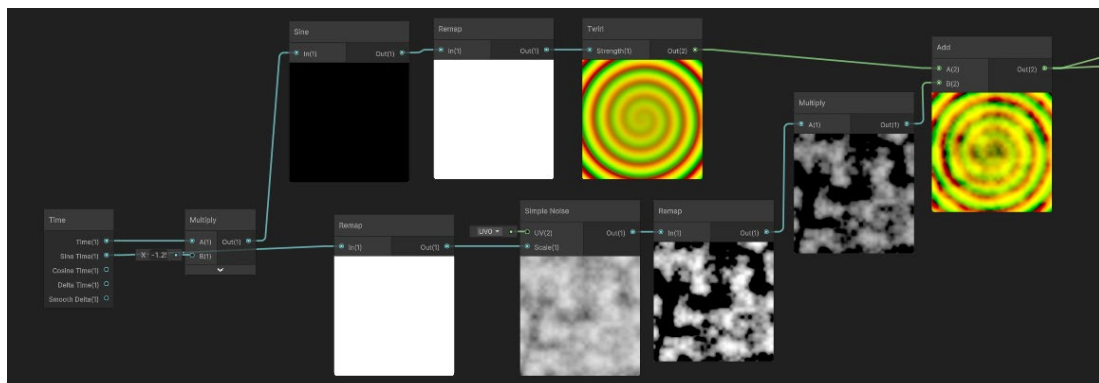 Sine
In(1) Out(1)
Remap
In(1) Out(1)
Twirl
Strength(1) Out(2)
Add
A(2) Out(2)
B(2)
Multiply
A(1) Out(1)
Time
Time(1)
Sine Time(1)
Cosine Time(1)
Delta Time(1)
Smooth Delta(1)
X -1.2
Multiply
A(1) Out(1)
B(1)
Remap
In(1) Out(1)
Simple Noise
UV0
UV(2) Out(1)
Scale(1)
Remap
In(1) Out(1)